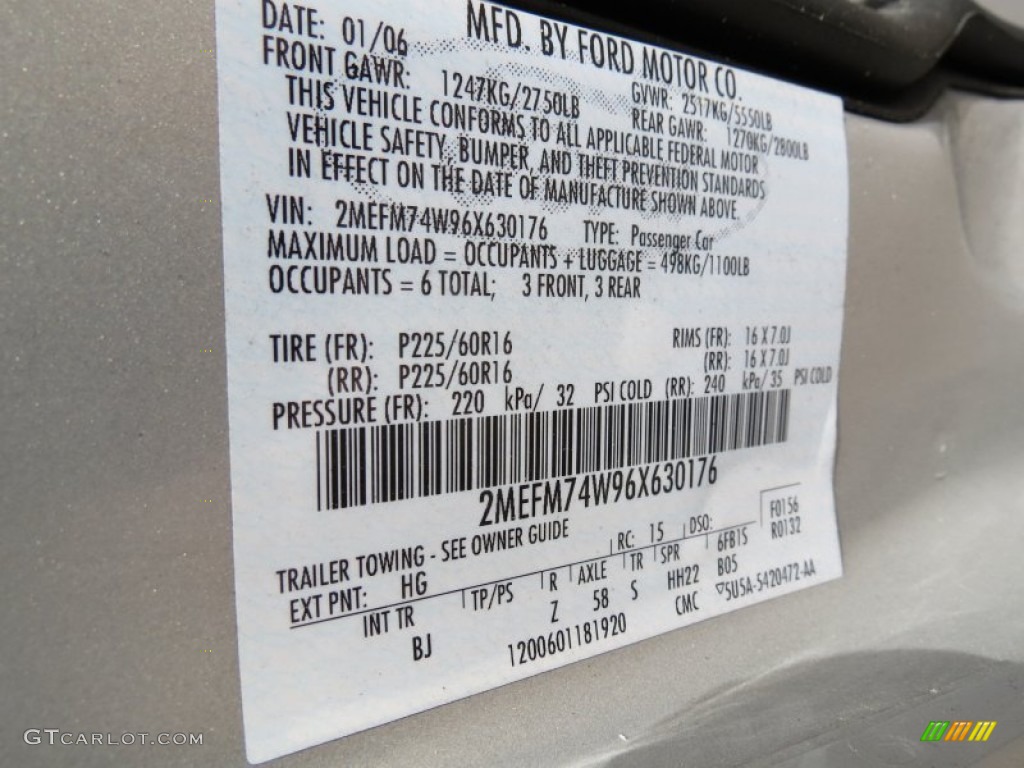 DATE: 01/06 MFD. BY FORD MOTOR CO.
FRONT GAWR: 1247KG/2750LB GVWR: 2517KG/5550LB
REAR GAWR: 1270KG/2800LB
THIS VEHICLE CONFORMS TO ALL APPLICABLE FEDERAL MOTOR
VEHICLE SAFETY, BUMPER, AND THEFT PREVENTION STANDARDS
IN EFFECT ON THE DATE OF MANUFACTURE SHOWN ABOVE.
VIN: 2MEFM74W96X630176 TYPE: Passenger Car
MAXIMUM LOAD = OCCUPANTS + LUGGAGE = 498KG/1100LB
OCCUPANTS = 6 TOTAL; 3 FRONT, 3 REAR
TIRE (FR): P225/60R16 RIMS (FR): 16 X 7.0J
(RR): P225/60R16 (RR): 16 X 7.0J
PRESSURE (FR): 220 kPa/ 32 PSI COLD (RR): 240 kPa/ 35 PSI COLD
2MEFM74W96X630176
TRAILER TOWING - SEE OWNER GUIDE
F0156
R0132
EXT PNT: HG RC: 15 DSO:
INT TR TP/PS R AXLE TR SPR 6FB1S
BJ Z 58 S HH22 B05
1200601181920 CMC ▽5U5A-5420472-AA
GTCARLOT.COM